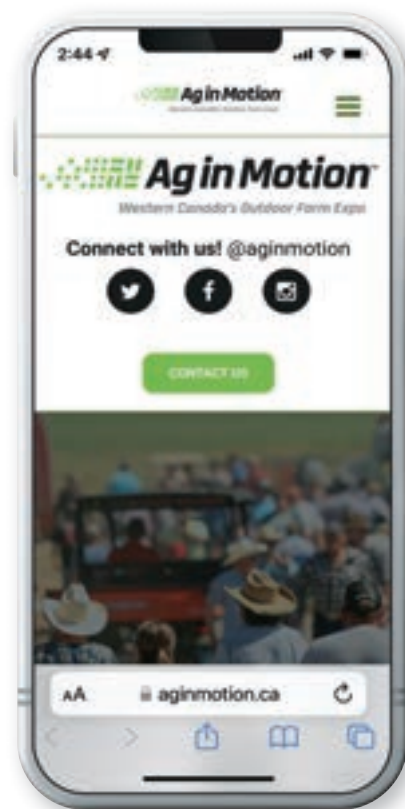 2:44
Ag in Motion
Ag in Motion™
Western Canada's Outdoor Farm Expo
Connect with us! @aginmotion
CONTACT US
AA aginmotion.ca